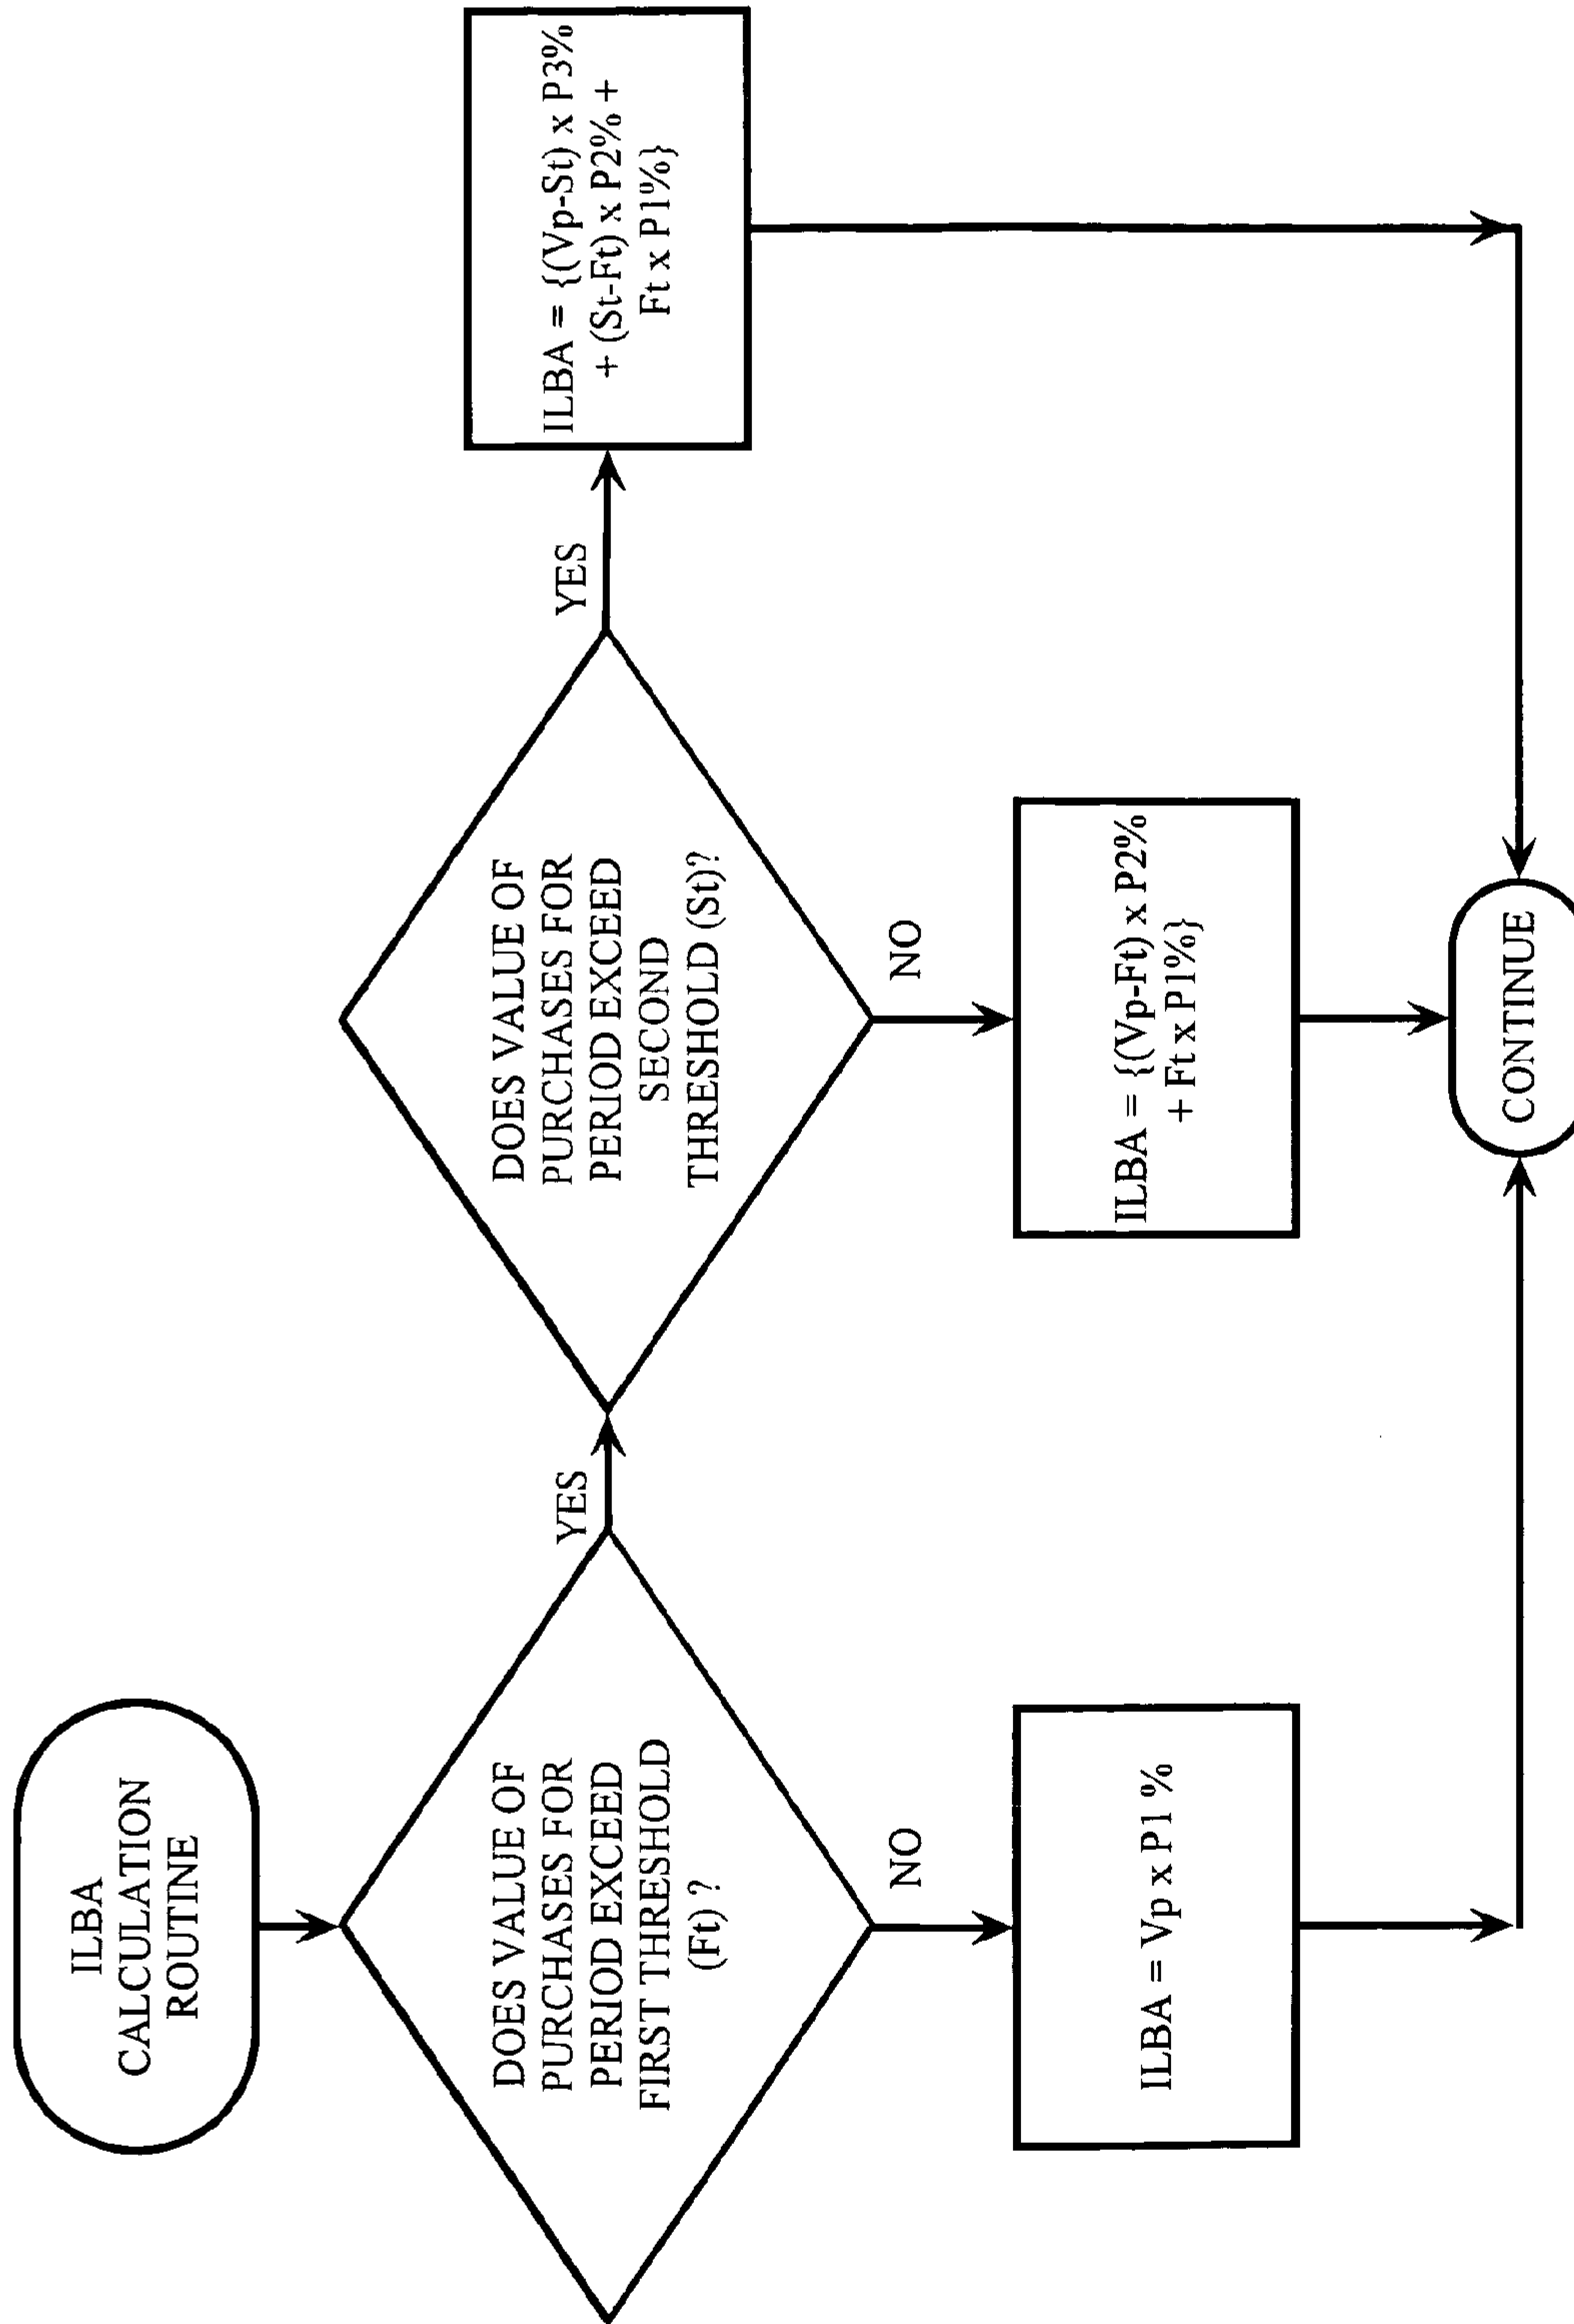 ILBA
CALCULATION
ROUTINE
DOES VALUE OF
PURCHASES FOR
PERIOD EXCEED
FIRST THRESHOLD
(Ft) ?
YES
NO
DOES VALUE OF
PURCHASES FOR
PERIOD EXCEED
SECOND
THRESHOLD (St)?
YES
NO
ILBA = {(Vp-St) x P3%
+ (St-Ft) x P2% +
Ft x P1%}
ILBA = Vp x P1 %
ILBA = {(Vp-Ft) x P2%
+ Ft x P1%}
CONTINUE